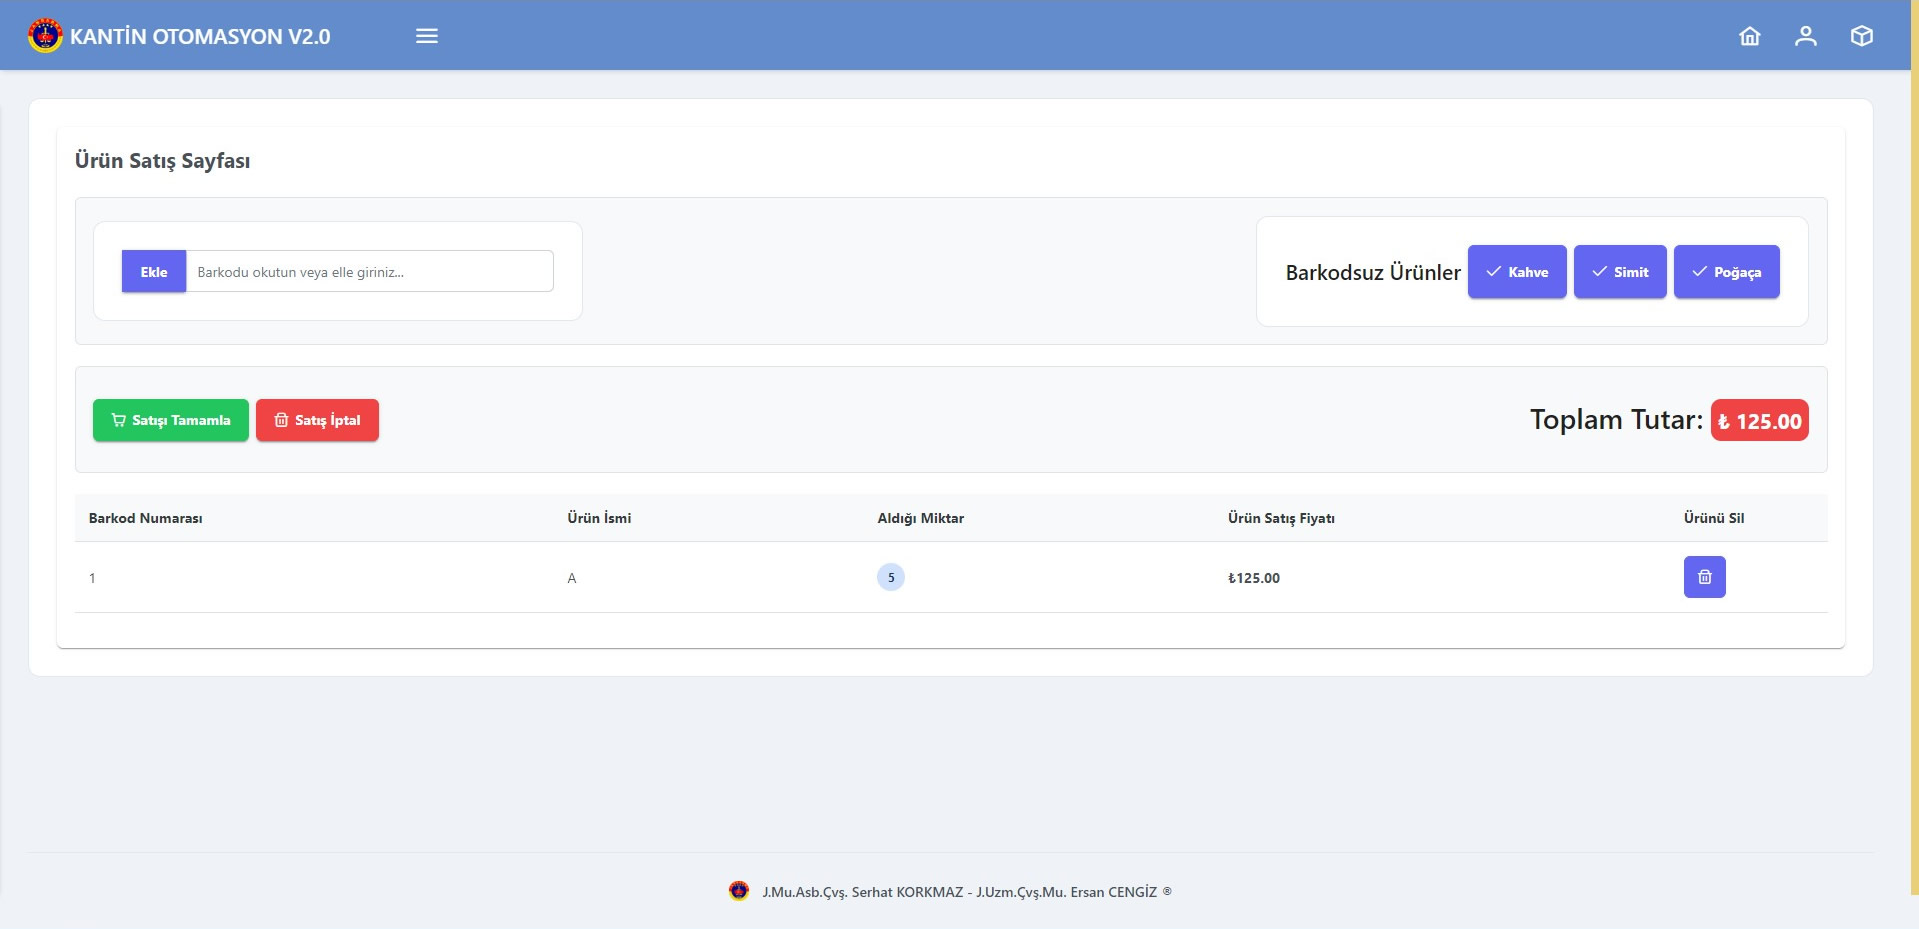 KANTİN OTOMASYON V2.0
Ürün Satış Sayfası
Ekle Barkodu okutun veya elle giriniz...
Barkodsuz Ürünler Kahve Simit Poğaça
Satışı Tamamla Satış İptal
Toplam Tutar: ₺ 125.00
Barkod Numarası Ürün İsmi Aldığı Miktar Ürün Satış Fiyatı Ürünü Sil
1 A 5 ₺125.00
J.Mu.Asb.Çvş. Serhat KORKMAZ - J.Uzm.Çvş.Mu. Ersan CENGİZ ®